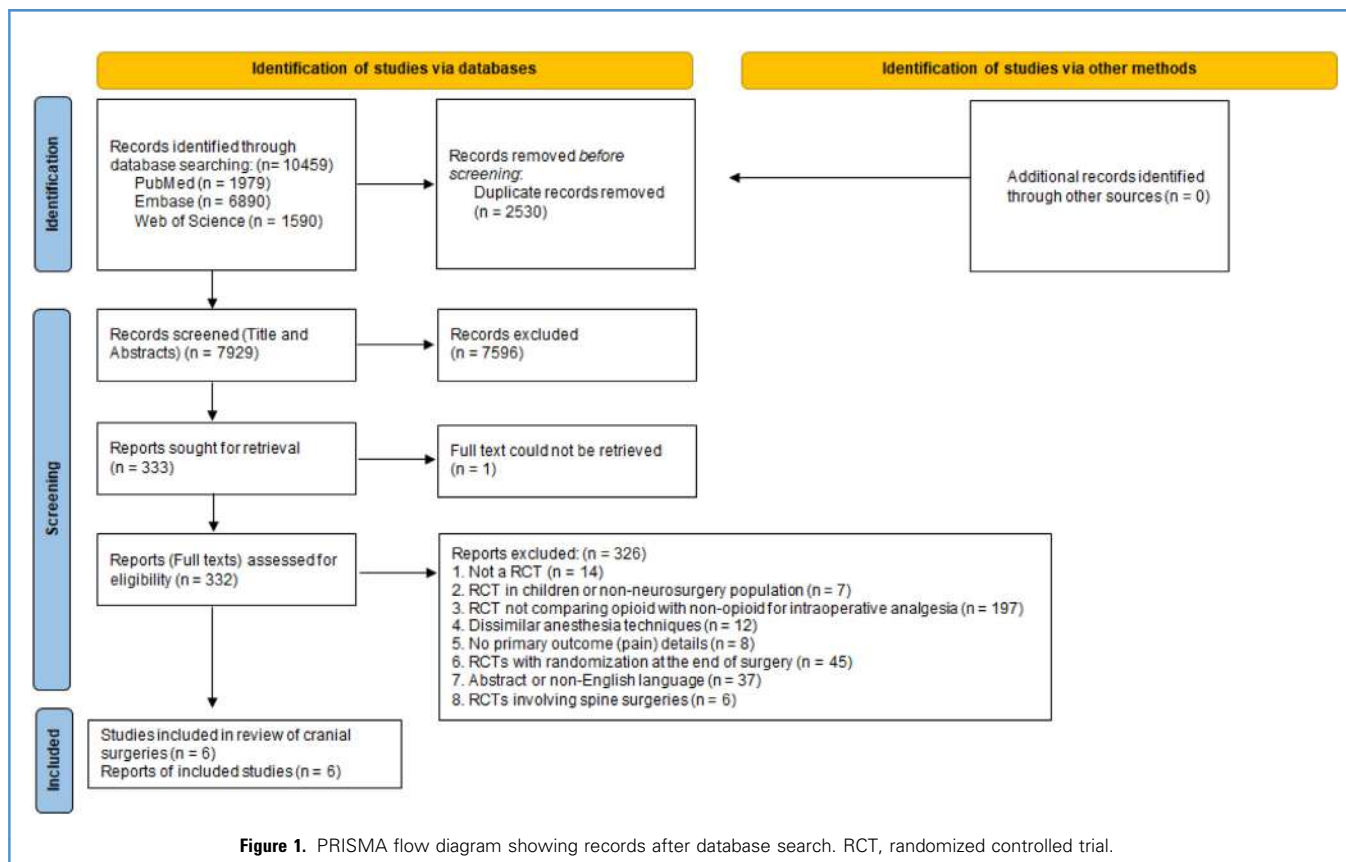 Identification of studies via databases
Identification of studies via other methods
Identification
Records identified through
database searching: (n= 10459)
PubMed (n = 1979)
Embase (n = 6890)
Web of Science (n = 1590)
Records removed before
screening:
Duplicate records removed
(n = 2530)
Additional records identified
through other sources (n = 0)
Screening
Records screened (Title and
Abstracts) (n = 7929)
Records excluded
(n = 7596)
Reports sought for retrieval
(n = 333)
Full text could not be retrieved
(n = 1)
Reports (Full texts) assessed for
eligibility (n = 332)
Reports excluded: (n = 326)
1. Not a RCT (n = 14)
2. RCT in children or non-neurosurgery population (n = 7)
3. RCT not comparing opioid with non-opioid for intraoperative analgesia (n = 197)
4. Dissimilar anesthesia techniques (n = 12)
5. No primary outcome (pain) details (n = 8)
6. RCTs with randomization at the end of surgery (n = 45)
7. Abstract or non-English language (n = 37)
8. RCTs involving spine surgeries (n = 6)
Included
Studies included in review of cranial
surgeries (n = 6)
Reports of included studies (n = 6)
Figure 1. PRISMA flow diagram showing records after database search. RCT, randomized controlled trial.